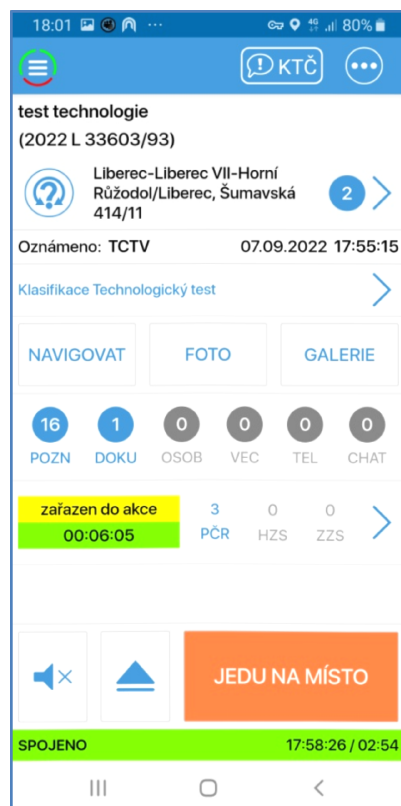 18:01 4G 80%
KTČ
test technologie
(2022 L 33603/93)
Liberec-Liberec VII-Horní
Růžodol/Liberec, Šumavská
414/11
2
Oznámeno: TCTV 07.09.2022 17:55:15
Klasifikace Technologický test
NAVIGOVAT FOTO GALERIE
16 1 0 0 0 0
POZN DOKU OSOB VEC TEL CHAT
zařazen do akce 3 0 0
00:06:05 PČR HZS ZZS
JEDU NA MÍSTO
SPOJENO 17:58:26 / 02:54